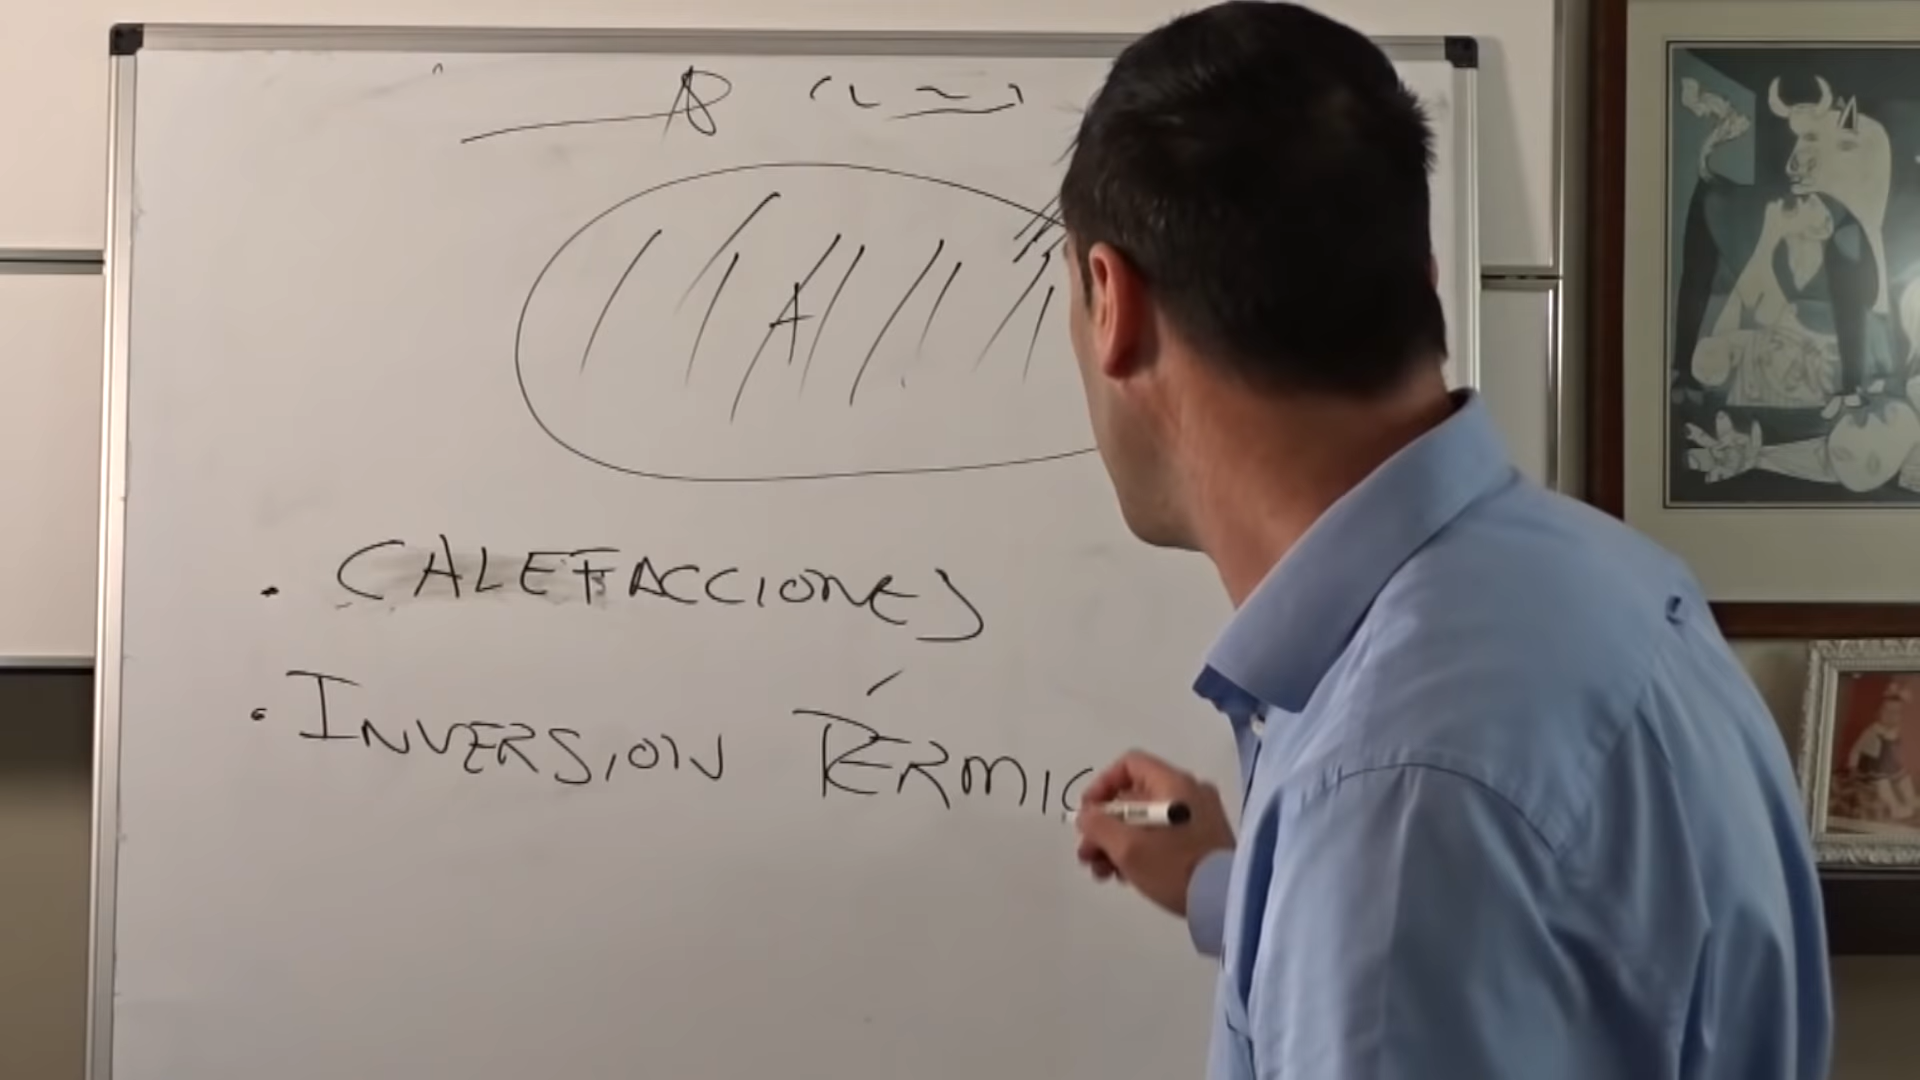 A
· CALEFACCIONES
· INVERSION TÉRMIC